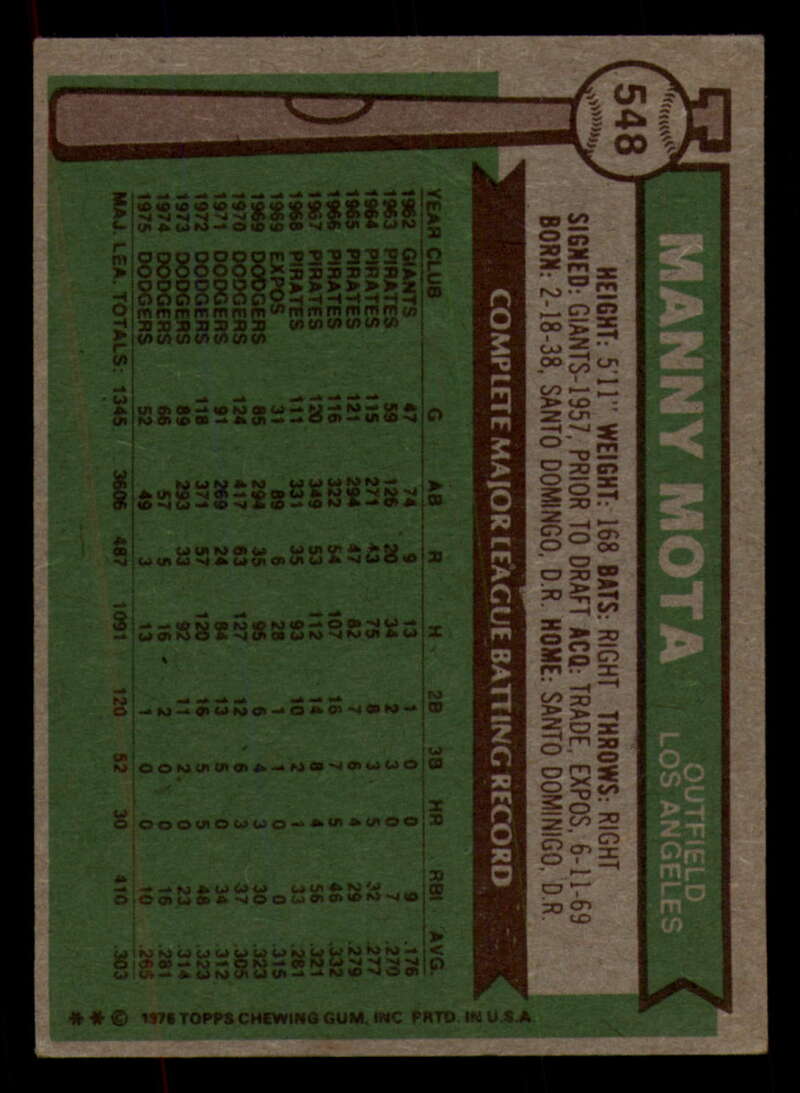 548
MANNY MOTA
OUTFIELD
LOS ANGELES
HEIGHT: 5'11" WEIGHT: 168 BATS: RIGHT THROWS: RIGHT
SIGNED: GIANTS-1957, PRIOR TO DRAFT ACQ: TRADE, EXPOS, 6-11-69
BORN: 2-18-38, SANTO DOMINGO, D.R. HOME: SANTO DOMINIGO, D.R.
COMPLETE MAJOR LEAGUE BATTING RECORD
YEAR CLUB G AB R H 2B 3B HR RBI AVG.
1962 GIANTS 47 74 9 13 1 0 0 9 .176
1963 PIRATES 59 126 20 34 2 3 0 7 .270
1964 PIRATES 115 271 43 75 8 3 5 32 .277
1965 PIRATES 121 294 47 82 7 6 4 29 .279
1966 PIRATES 116 322 54 107 16 7 5 46 .332
1967 PIRATES 120 349 53 112 14 8 4 56 .321
1968 PIRATES 111 331 35 93 10 2 1 33 .281
1969 EXPOS 31 89 6 28 1 1 0 0 .315
1969 DODGERS 85 294 35 95 6 4 3 30 .323
1970 DODGERS 124 417 63 127 12 6 3 37 .305
1971 DODGERS 91 269 24 84 13 5 0 34 .312
1972 DODGERS 118 371 57 120 16 5 5 48 .323
1973 DODGERS 89 293 33 92 11 2 0 23 .314
1974 DODGERS 66 57 5 16 2 0 0 16 .281
1975 DODGERS 52 49 3 13 1 0 0 10 .265
MAJ. LEA. TOTALS: 1345 3606 487 1091 120 52 30 410 .303
** © 1976 TOPPS CHEWING GUM, INC PRTD. IN U.S.A.